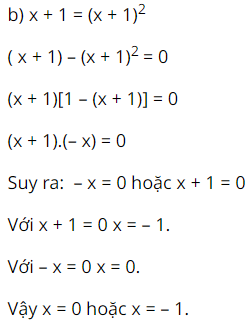 b) x + 1 = (x + 1)²
( x + 1) – (x + 1)² = 0
(x + 1)[1 – (x + 1)] = 0
(x + 1).(– x) = 0
Suy ra:  – x = 0 hoặc x + 1 = 0
Với x + 1 = 0 x = – 1.
Với – x = 0 x = 0.
Vậy x = 0 hoặc x = – 1.